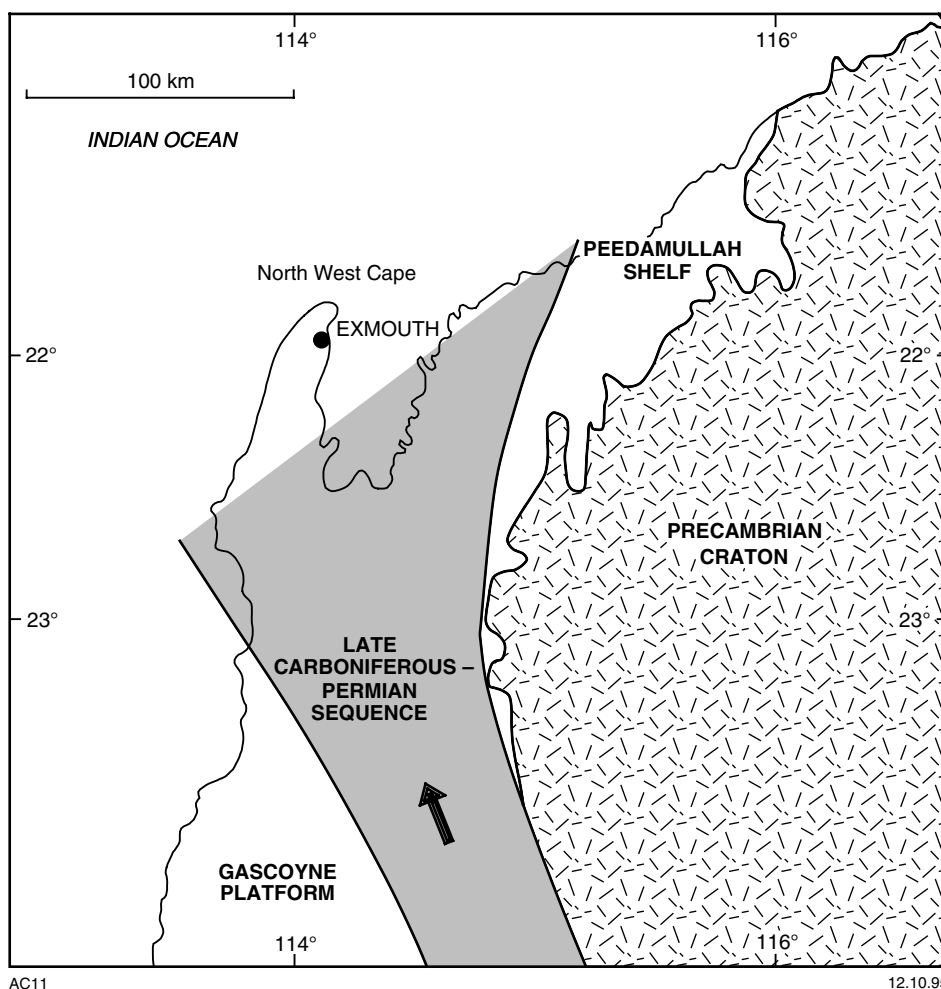 114°
116°
100 km
INDIAN OCEAN
PEEDAMULLAH
SHELF
North West Cape
EXMOUTH
22°
22°
PRECAMBRIAN
CRATON
23°
23°
LATE
CARBONIFEROUS –
PERMIAN
SEQUENCE
GASCOYNE
PLATFORM
114°
116°
AC11